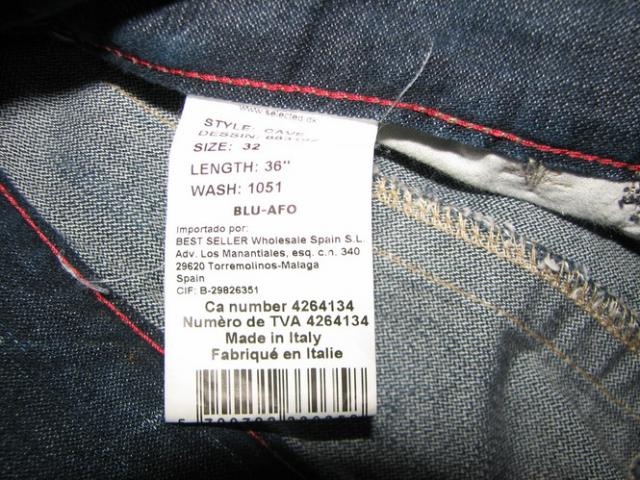 www.selected.dk
STYLE: CAVE
DESSIN:
SIZE: 32
LENGTH: 36"
WASH: 1051
BLU-AFO
Importado por:
BEST SELLER Wholesale Spain S.L.
Adv. Los Manantiales, esq. c.n. 340
29620 Torremolinos-Malaga
Spain
CIF: B-29826351
Ca number 4264134
Numèro de TVA 4264134
Made in Italy
Fabriqué en Italie